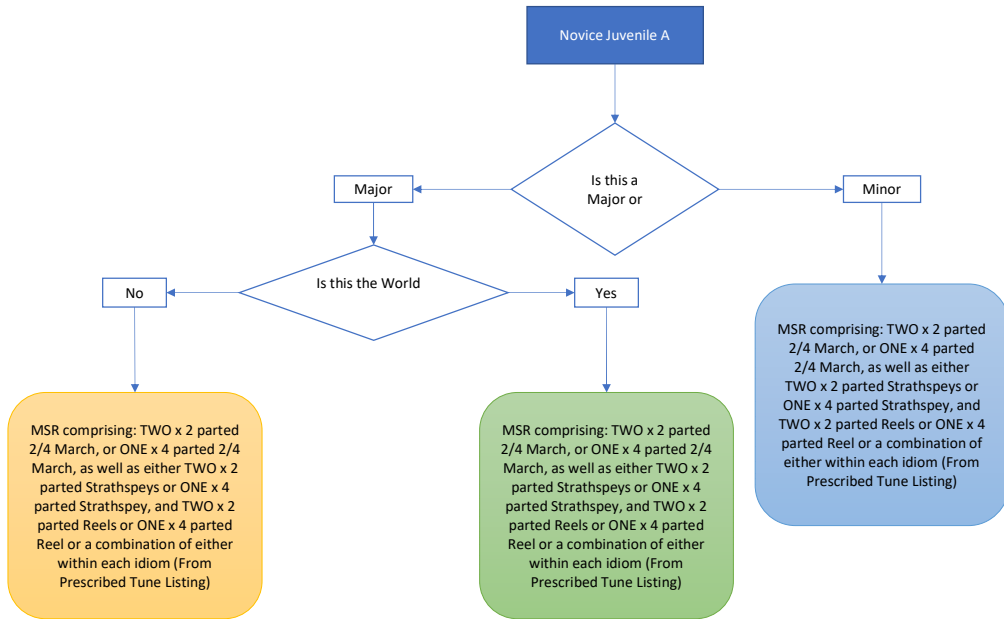 Novice Juvenile A
Is this a
Major or
Major
Minor
Is this the World
No
Yes
MSR comprising: TWO x 2 parted
2/4 March, or ONE x 4 parted
2/4 March, as well as either
TWO x 2 parted Strathspeys or
ONE x 4 parted Strathspey, and
TWO x 2 parted Reels or ONE x 4
parted Reel or a combination of
either within each idiom (From
Prescribed Tune Listing)
MSR comprising: TWO x 2 parted
2/4 March, or ONE x 4 parted 2/4
March, as well as either TWO x 2
parted Strathspeys or ONE x 4
parted Strathspey, and TWO x 2
parted Reels or ONE x 4 parted
Reel or a combination of either
within each idiom (From
Prescribed Tune Listing)
MSR comprising: TWO x 2 parted
2/4 March, or ONE x 4 parted 2/4
March, as well as either TWO x 2
parted Strathspeys or ONE x 4
parted Strathspey, and TWO x 2
parted Reels or ONE x 4 parted
Reel or a combination of either
within each idiom (From
Prescribed Tune Listing)